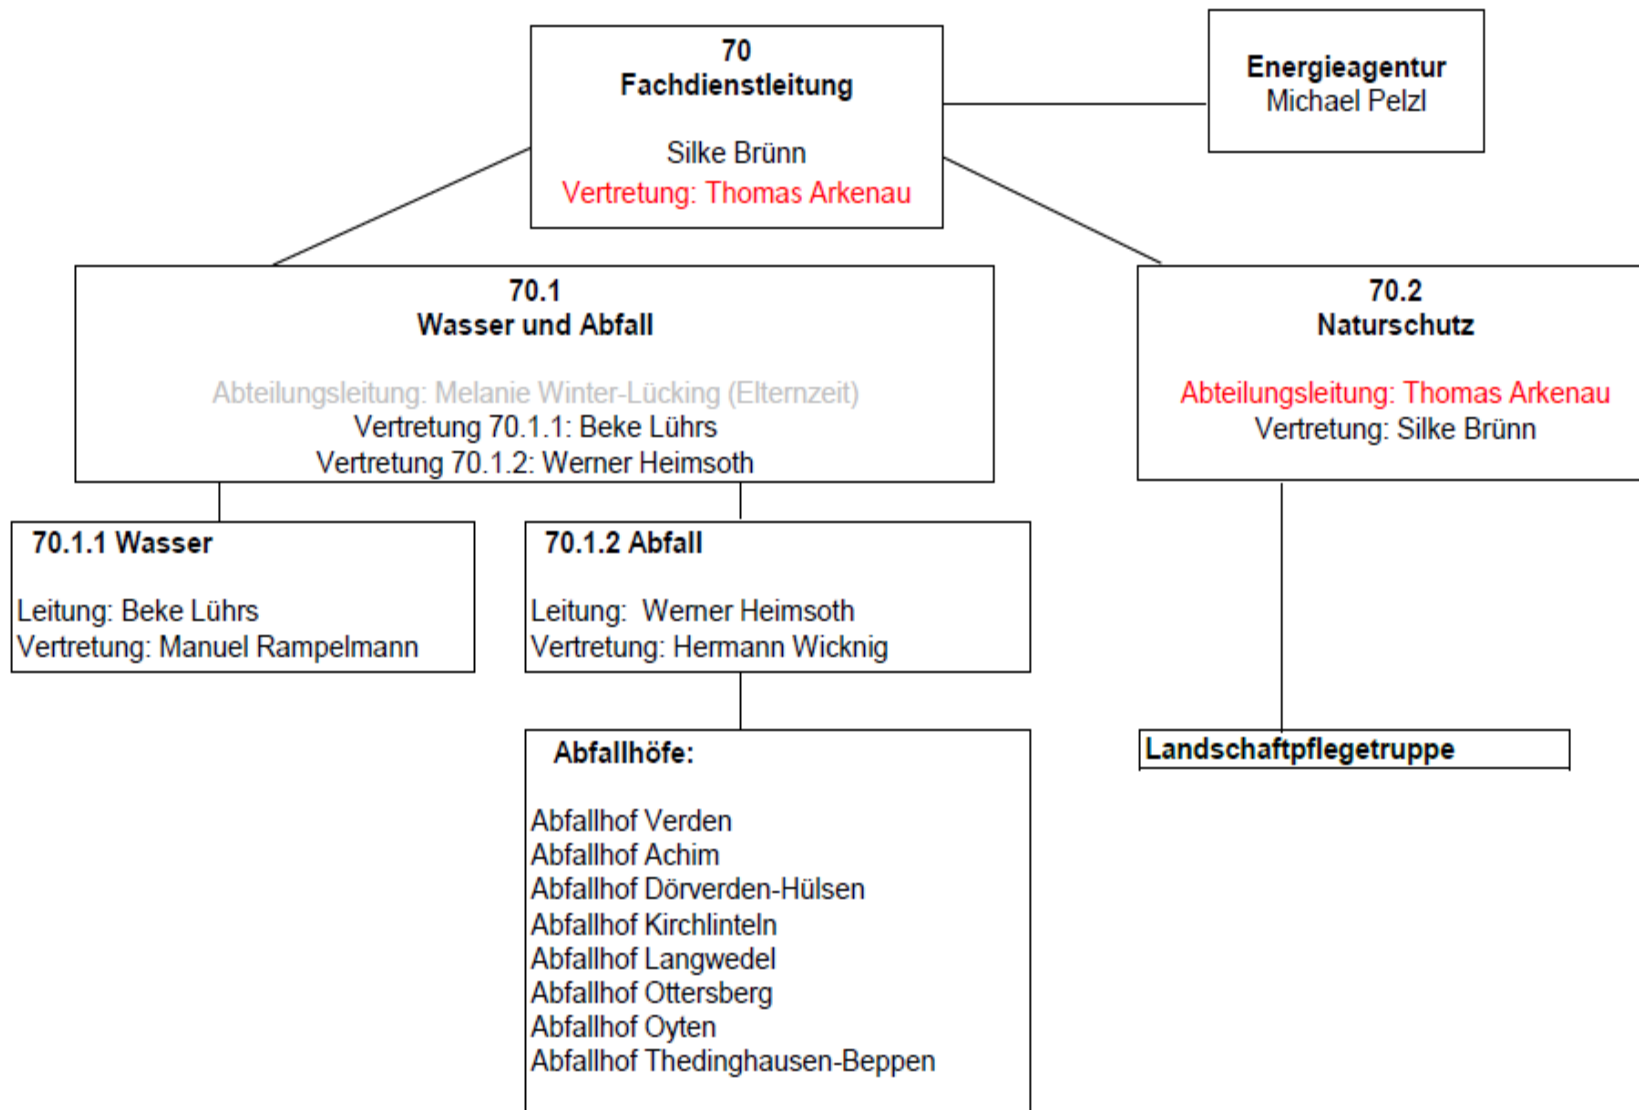 70
Fachdienstleitung
Silke Brünn
Vertretung: Thomas Arkenau
Energieagentur
Michael Pelzl
70.1
Wasser und Abfall
Abteilungsleitung: Melanie Winter-Lücking (Elternzeit)
Vertretung 70.1.1: Beke Lührs
Vertretung 70.1.2: Werner Heimsoth
70.2
Naturschutz
Abteilungsleitung: Thomas Arkenau
Vertretung: Silke Brünn
70.1.1 Wasser
Leitung: Beke Lührs
Vertretung: Manuel Rampelmann
70.1.2 Abfall
Leitung: Werner Heimsoth
Vertretung: Hermann Wicknig
Abfallhöfe:
Abfallhof Verden
Abfallhof Achim
Abfallhof Dörverden-Hülsen
Abfallhof Kirchlinteln
Abfallhof Langwedel
Abfallhof Ottersberg
Abfallhof Oyten
Abfallhof Thedinghausen-Beppen
Landschaftpflegetruppe